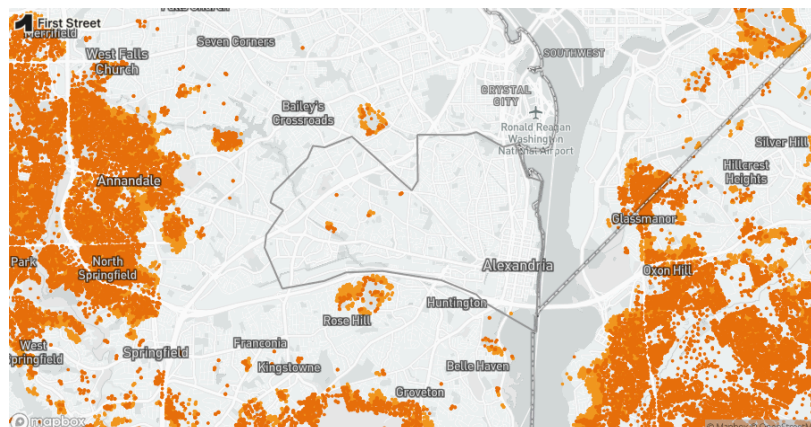 First Street
Merrifield
West Falls
Church
Seven Corners
SOUTHWEST
CRYSTAL
CITY
Bailey's
Crossroads
Ronald Reagan
Washington
National Airport
Silver Hill
Hillcrest
Heights
Annandale
Glassmanor
Park
North
Springfield
Alexandria
Oxon Hill
Huntington
Rose Hill
West
Springfield
Springfield
Franconia
Kingstowne
Belle Haven
Groveton
mapbox